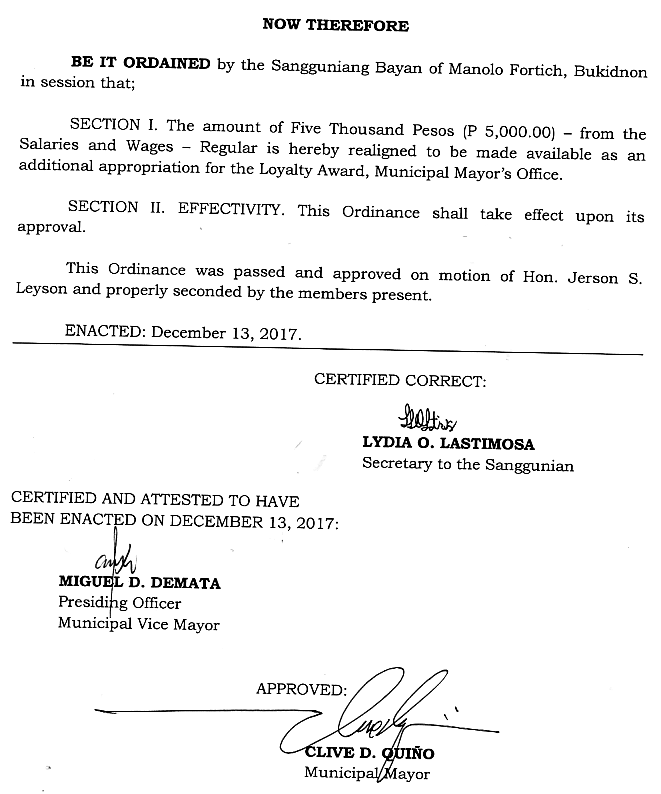 NOW THEREFORE
BE IT ORDAINED by the Sangguniang Bayan of Manolo Fortich, Bukidnon
in session that;
SECTION I. The amount of Five Thousand Pesos (P 5,000.00) – from the
Salaries and Wages – Regular is hereby realigned to be made available as an
additional appropriation for the Loyalty Award, Municipal Mayor's Office.
SECTION II. EFFECTIVITY. This Ordinance shall take effect upon its
approval.
This Ordinance was passed and approved on motion of Hon. Jerson S.
Leyson and properly seconded by the members present.
ENACTED: December 13, 2017.
CERTIFIED CORRECT:
LYDIA O. LASTIMOSA
Secretary to the Sanggunian
CERTIFIED AND ATTESTED TO HAVE
BEEN ENACTED ON DECEMBER 13, 2017:
MIGUEL D. DEMATA
Presiding Officer
Municipal Vice Mayor
APPROVED:
CLIVE D. QUIÑO
Municipal Mayor